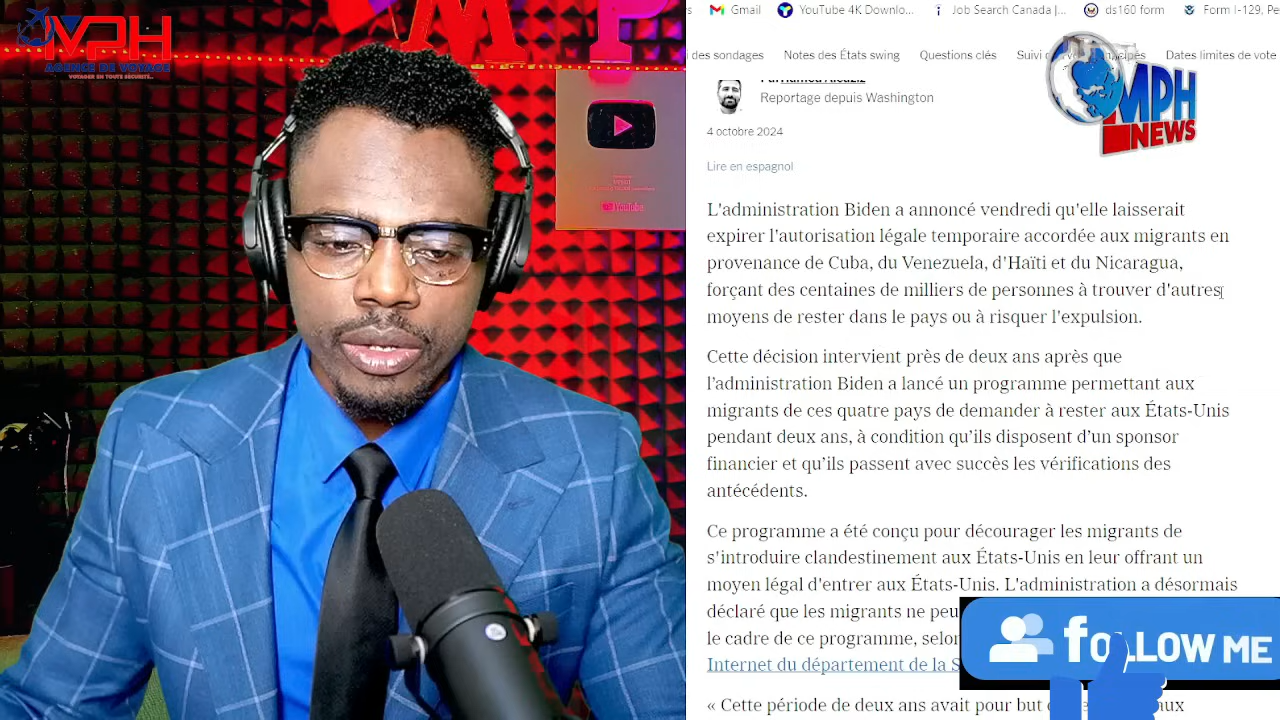 MPH
AGENCE DE VOYAGE
VOYAGER EN TOUTE SÉCURITÉ...
M P
YouTube
Gmail
YouTube 4K Downlo...
Job Search Canada |...
ds160 form
Form I-129, Pe
des sondages
Notes des États swing
Questions clés
Dates limites de vote
Reportage depuis Washington
MPH
NEWS
4 octobre 2024
Lire en espagnol
L'administration Biden a annoncé vendredi qu'elle laisserait
expirer l'autorisation légale temporaire accordée aux migrants en
provenance de Cuba, du Venezuela, d'Haïti et du Nicaragua,
forçant des centaines de milliers de personnes à trouver d'autres
moyens de rester dans le pays ou à risquer l'expulsion.
Cette décision intervient près de deux ans après que
l'administration Biden a lancé un programme permettant aux
migrants de ces quatre pays de demander à rester aux États-Unis
pendant deux ans, à condition qu'ils disposent d'un sponsor
financier et qu'ils passent avec succès les vérifications des
antécédents.
Ce programme a été conçu pour décourager les migrants de
s'introduire clandestinement aux États-Unis en leur offrant un
moyen légal d'entrer aux États-Unis. L'administration a désormais
déclaré que les migrants ne peu
le cadre de ce programme, selon
Internet du département de la S
« Cette période de deux ans avait pour but
aux
foLLOW ME